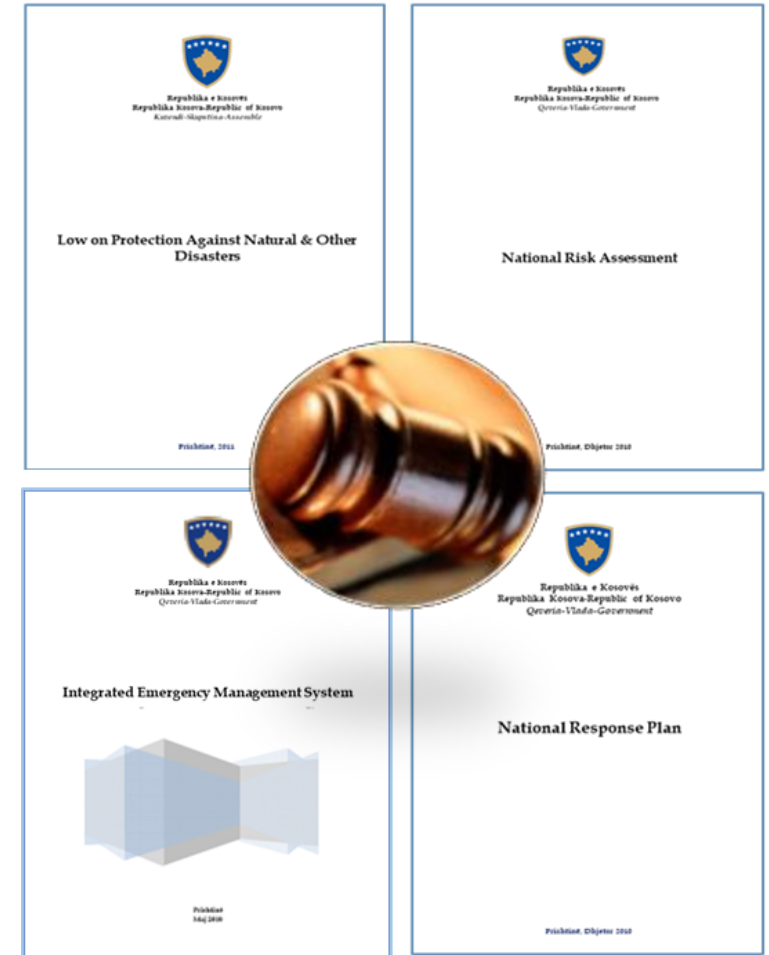 Republika e Kosovës
Republika Kosova-Republic of Kosovo
Kuvendi-Skupština-Assemble
Low on Protection Against Natural & Other
Disasters
Prishtinë, 2011
Republika e Kosovës
Republika Kosova-Republic of Kosovo
Qeveria-Vlada-Government
National Risk Assessment
Prishtinë, Dhjetor 2010
Republika e Kosovës
Republika Kosova-Republic of Kosovo
Qeveria-Vlada-Government
Integrated Emergency Management System
Prishtinë
Maj 2010
Republika e Kosovës
Republika Kosova-Republic of Kosovo
Qeveria-Vlada-Government
National Response Plan
Prishtinë, Dhjetor 2010